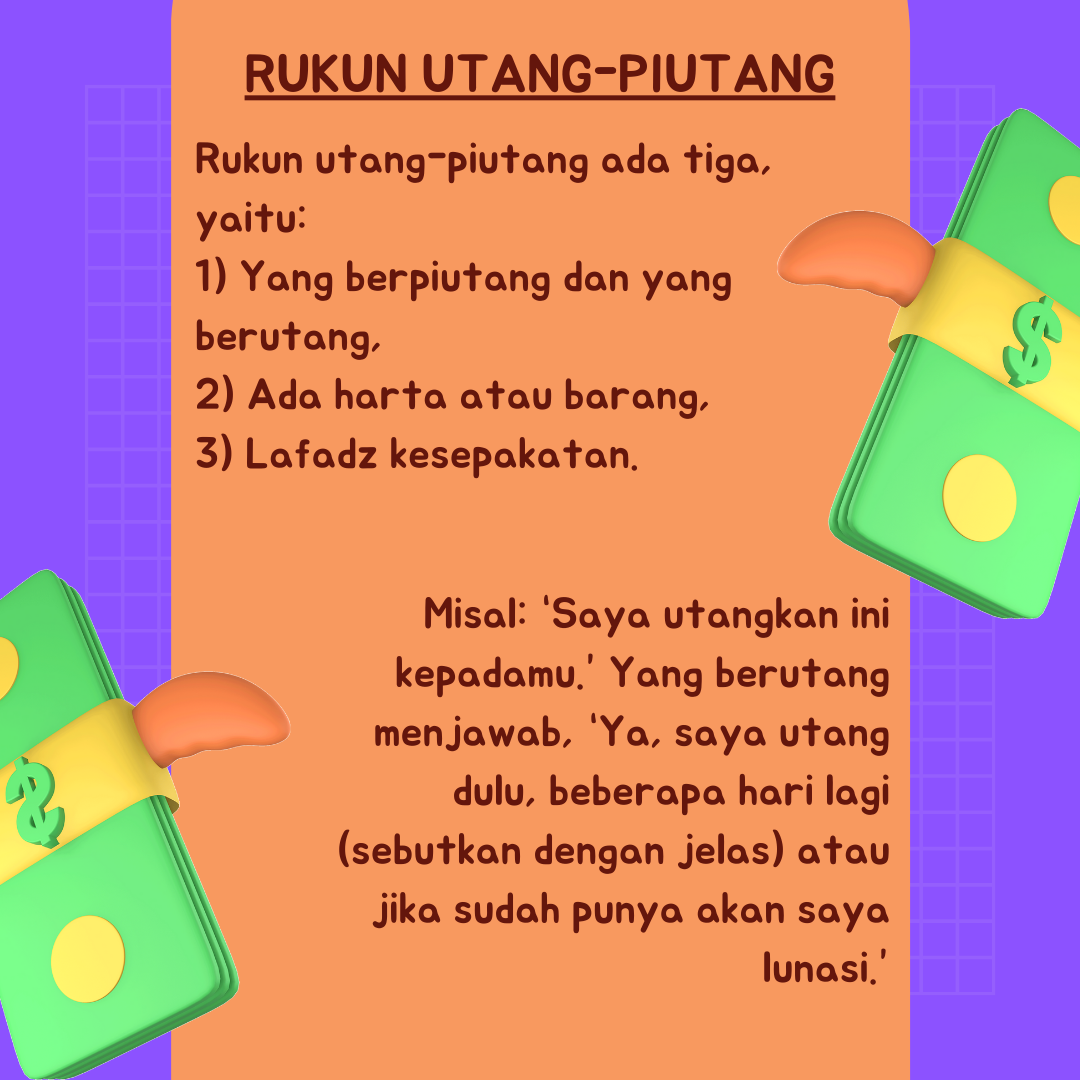 RUKUN UTANG-PIUTANG
Rukun utang-piutang ada tiga,
yaitu:
1) Yang berpiutang dan yang
berutang,
2) Ada harta atau barang,
3) Lafadz kesepakatan.
Misal: 'Saya utangkan ini
kepadamu.' Yang berutang
menjawab, 'Ya, saya utang
dulu, beberapa hari lagi
(sebutkan dengan jelas) atau
jika sudah punya akan saya
lunasi.'
$
$